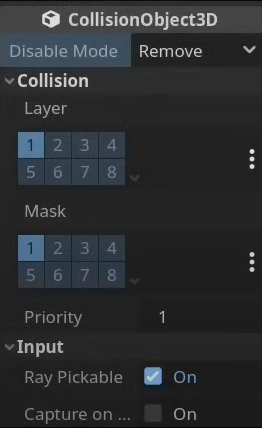 CollisionObject3D
Disable Mode Remove
Collision
Layer
1 2 3 4
5 6 7 8
Mask
1 2 3 4
5 6 7 8
Priority 1
Input
Ray Pickable On
Capture on ... On